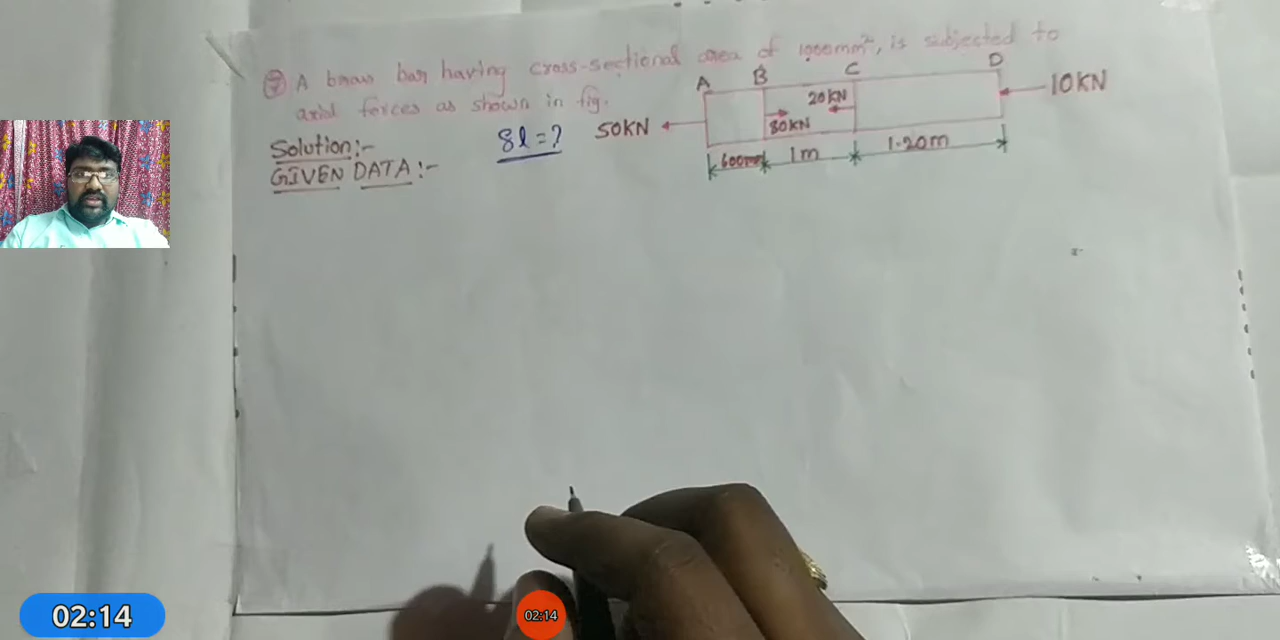 ⑦ A brass bar having cross-sectional area of 1000mm², is subjected to
axial forces as shown in fig.
Solution:-
GIVEN DATA:-
δl = ?
A B C D
50KN 80KN 20KN 10KN
600mm 1m 1.20m
02:14
02:14